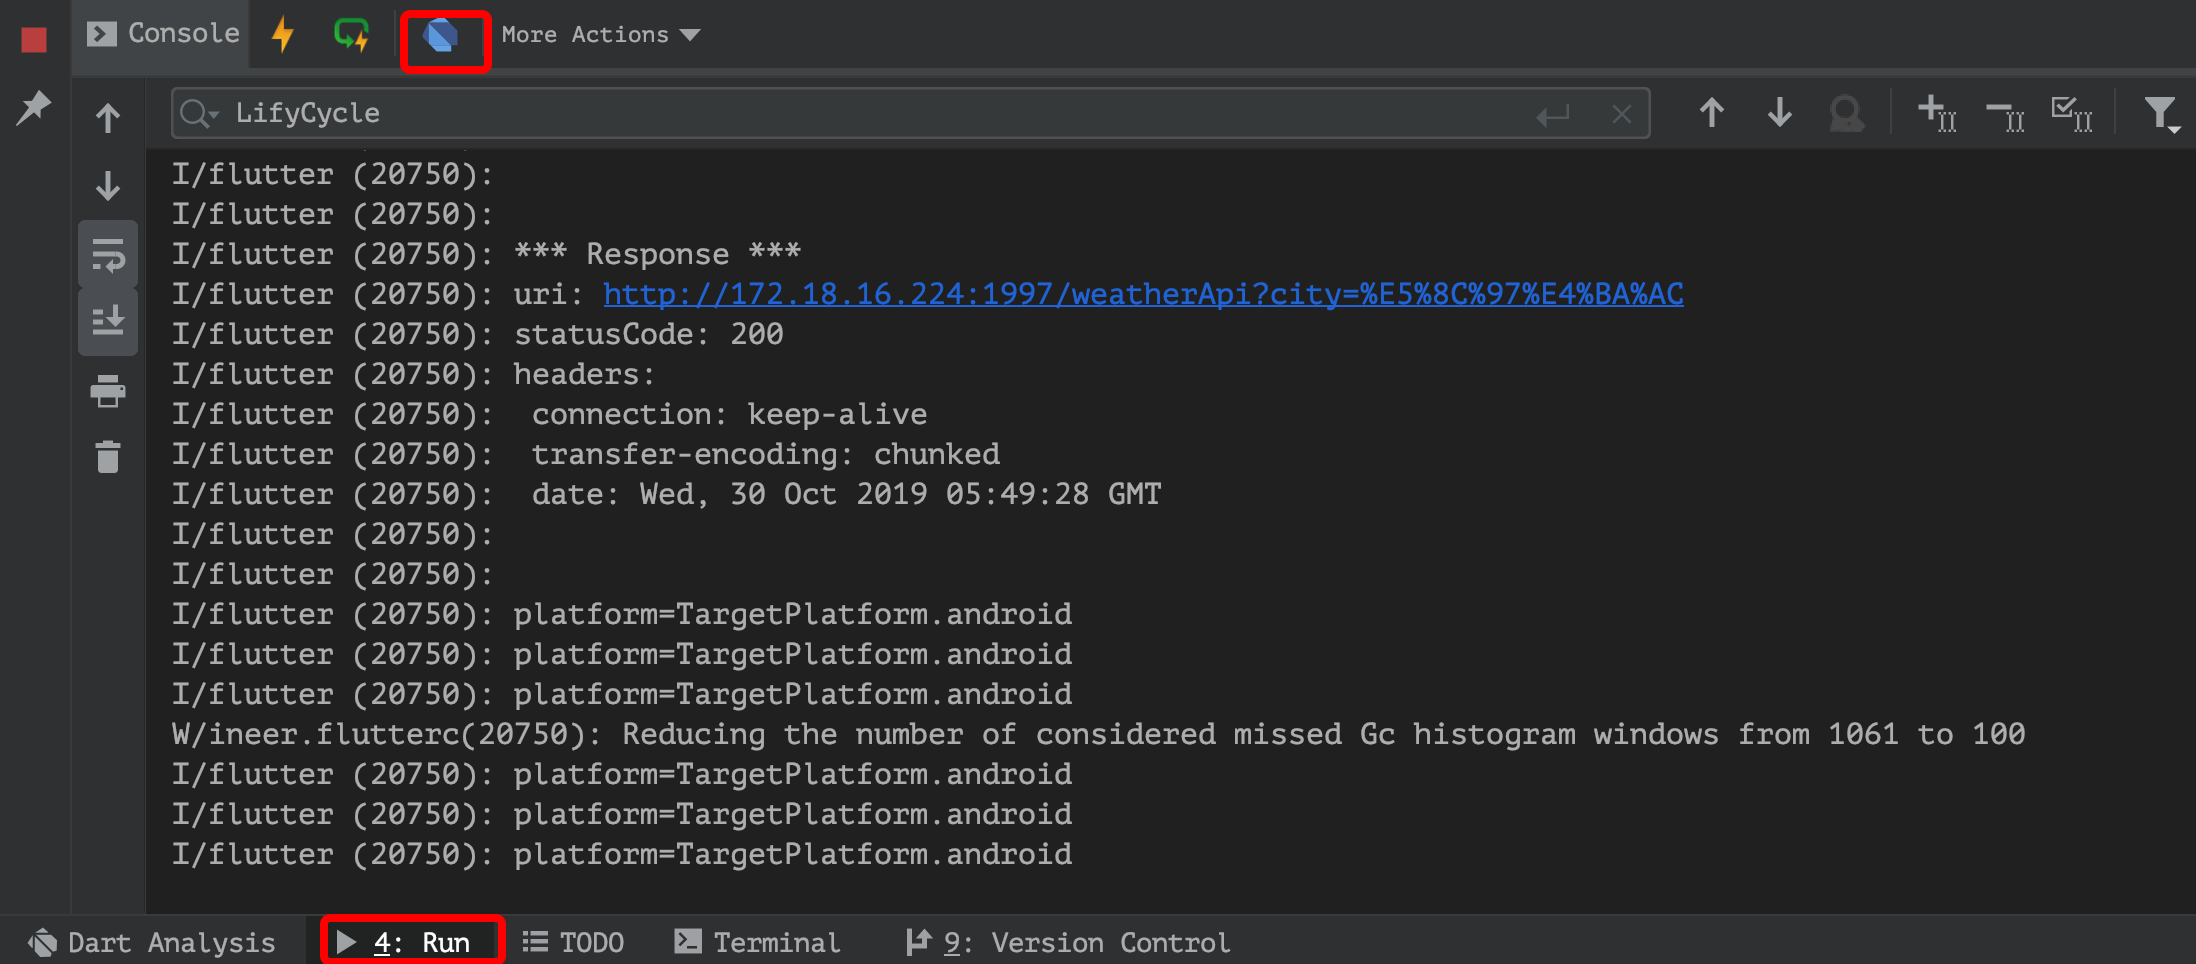 Console More Actions
LifyCycle
I/flutter (20750):
I/flutter (20750):
I/flutter (20750): *** Response ***
I/flutter (20750): uri: http://172.18.16.224:1997/weatherApi?city=%E5%8C%97%E4%BA%AC
I/flutter (20750): statusCode: 200
I/flutter (20750): headers:
I/flutter (20750):  connection: keep-alive
I/flutter (20750):  transfer-encoding: chunked
I/flutter (20750):  date: Wed, 30 Oct 2019 05:49:28 GMT
I/flutter (20750):
I/flutter (20750):
I/flutter (20750): platform=TargetPlatform.android
I/flutter (20750): platform=TargetPlatform.android
I/flutter (20750): platform=TargetPlatform.android
W/ineer.flutterc(20750): Reducing the number of considered missed Gc histogram windows from 1061 to 100
I/flutter (20750): platform=TargetPlatform.android
I/flutter (20750): platform=TargetPlatform.android
I/flutter (20750): platform=TargetPlatform.android
Dart Analysis 4: Run TODO Terminal 9: Version Control